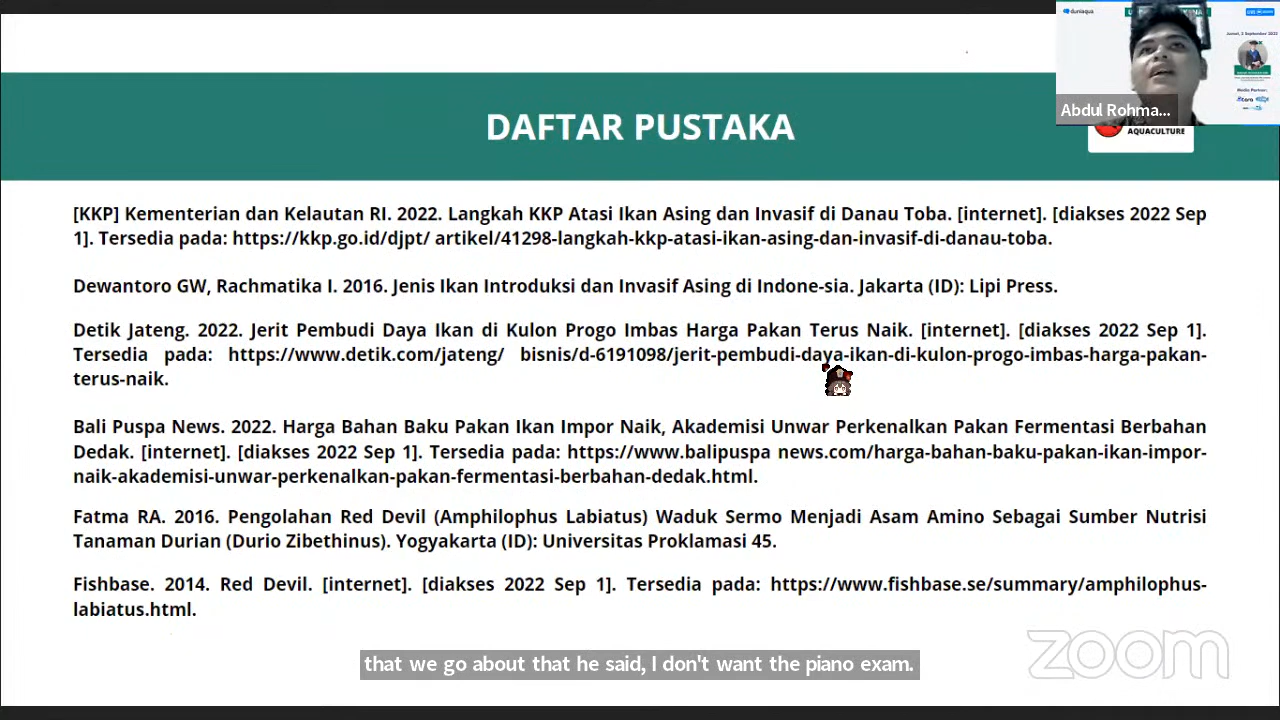 duniaqua
Jumat, 2 September 2022
Media Partner:
Abdul Rohma...
AQUACULTURE
DAFTAR PUSTAKA
[KKP] Kementerian dan Kelautan RI. 2022. Langkah KKP Atasi Ikan Asing dan Invasif di Danau Toba. [internet]. [diakses 2022 Sep
1]. Tersedia pada: https://kkp.go.id/djpt/ artikel/41298-langkah-kkp-atasi-ikan-asing-dan-invasif-di-danau-toba.
Dewantoro GW, Rachmatika I. 2016. Jenis Ikan Introduksi dan Invasif Asing di Indone-sia. Jakarta (ID): Lipi Press.
Detik Jateng. 2022. Jerit Pembudi Daya Ikan di Kulon Progo Imbas Harga Pakan Terus Naik. [internet]. [diakses 2022 Sep 1].
Tersedia pada: https://www.detik.com/jateng/ bisnis/d-6191098/jerit-pembudi-daya-ikan-di-kulon-progo-imbas-harga-pakan-
terus-naik.
Bali Puspa News. 2022. Harga Bahan Baku Pakan Ikan Impor Naik, Akademisi Unwar Perkenalkan Pakan Fermentasi Berbahan
Dedak. [internet]. [diakses 2022 Sep 1]. Tersedia pada: https://www.balipuspa news.com/harga-bahan-baku-pakan-ikan-impor-
naik-akademisi-unwar-perkenalkan-pakan-fermentasi-berbahan-dedak.html.
Fatma RA. 2016. Pengolahan Red Devil (Amphilophus Labiatus) Waduk Sermo Menjadi Asam Amino Sebagai Sumber Nutrisi
Tanaman Durian (Durio Zibethinus). Yogyakarta (ID): Universitas Proklamasi 45.
Fishbase. 2014. Red Devil. [internet]. [diakses 2022 Sep 1]. Tersedia pada: https://www.fishbase.se/summary/amphilophus-
labiatus.html.
zoom
that we go about that he said, I don't want the piano exam.